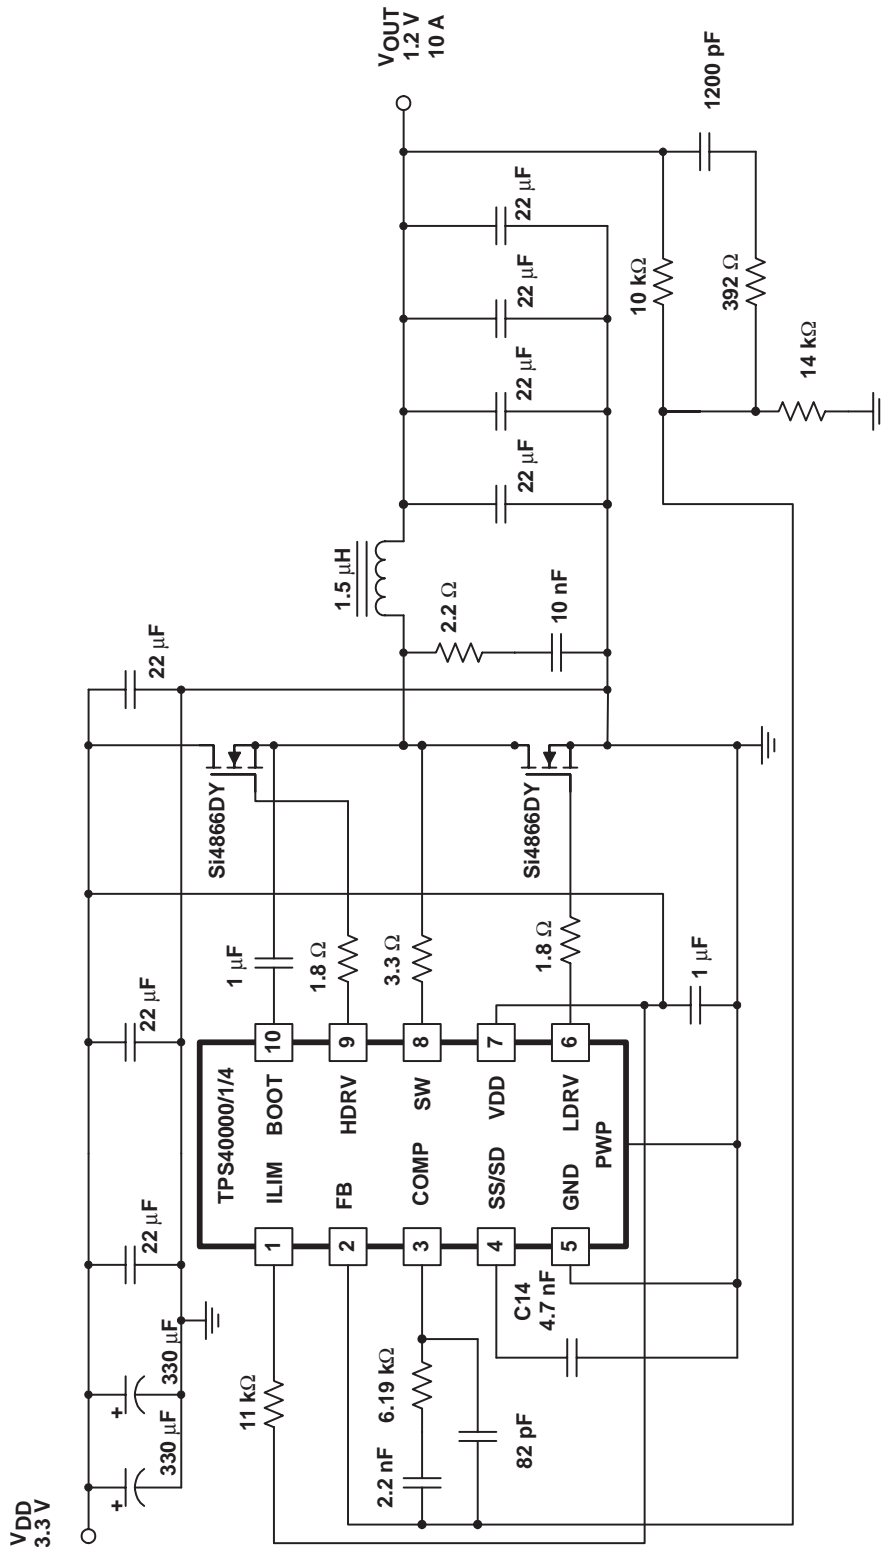 VDD
3.3 V
330 µF
330 µF
22 µF
22 µF
22 µF
11 kΩ
TPS40000/1/4
1
ILIM
BOOT
10
2
FB
HDRV
9
3
COMP
SW
8
4
SS/SD
VDD
7
5
GND
LDRV
6
PWP
6.19 kΩ
2.2 nF
82 pF
C14
4.7 nF
1 µF
1.8 Ω
3.3 Ω
1.8 Ω
1 µF
Si4866DY
Si4866DY
1.5 µH
2.2 Ω
10 nF
22 µF
22 µF
22 µF
22 µF
VOUT
1.2 V
10 A
10 kΩ
1200 pF
392 Ω
14 kΩ